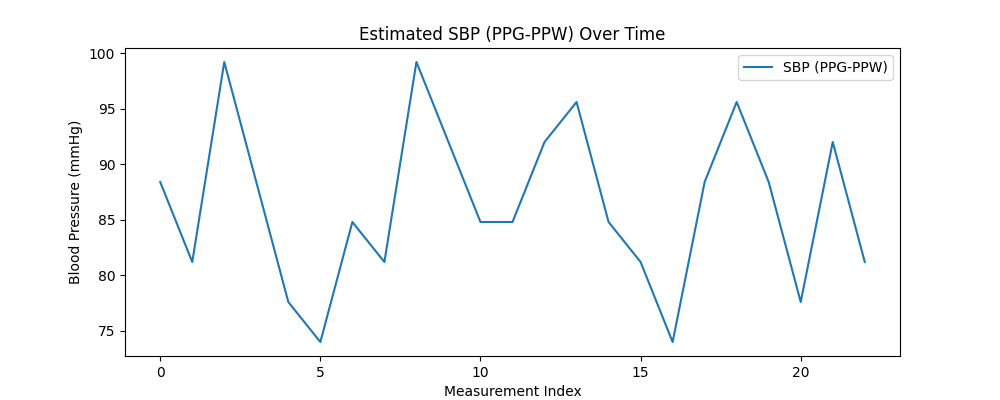 Estimated SBP (PPG-PPW) Over Time
SBP (PPG-PPW)
Blood Pressure (mmHg)
100
95
90
85
80
75
0 5 10 15 20
Measurement Index